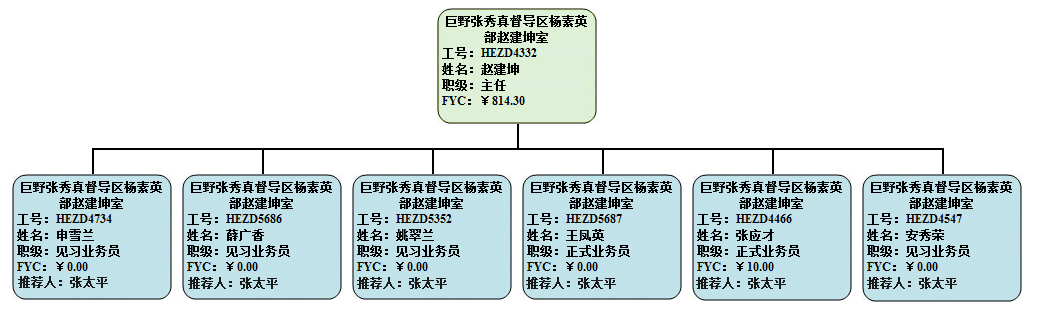 巨野张秀真督导区杨素英
部赵建坤室
工号：HEZD4332
姓名：赵建坤
职级：主任
FYC：￥814.30
巨野张秀真督导区杨素英
部赵建坤室
工号：HEZD4734
姓名：申雪兰
职级：见习业务员
FYC：￥0.00
推荐人：张太平
巨野张秀真督导区杨素英
部赵建坤室
工号：HEZD5686
姓名：薛广香
职级：见习业务员
FYC：￥0.00
推荐人：张太平
巨野张秀真督导区杨素英
部赵建坤室
工号：HEZD5352
姓名：姚翠兰
职级：见习业务员
FYC：￥0.00
推荐人：张太平
巨野张秀真督导区杨素英
部赵建坤室
工号：HEZD5687
姓名：王凤英
职级：正式业务员
FYC：￥0.00
推荐人：张太平
巨野张秀真督导区杨素英
部赵建坤室
工号：HEZD4466
姓名：张应才
职级：正式业务员
FYC：￥10.00
推荐人：张太平
巨野张秀真督导区杨素英
部赵建坤室
工号：HEZD4547
姓名：安秀荣
职级：见习业务员
FYC：￥0.00
推荐人：张太平